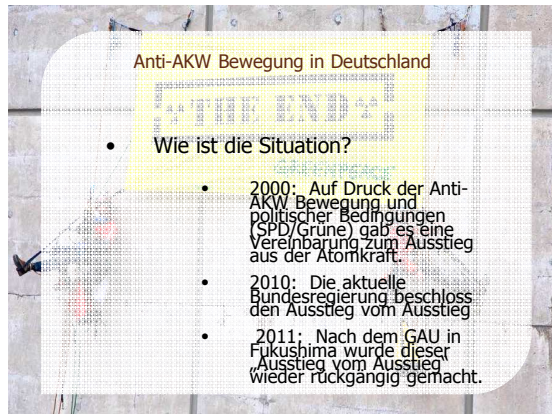 Anti-AKW Bewegung in Deutschland
THE END
GREENPEACE
• Wie ist die Situation?
• 2000: Auf Druck der Anti-
AKW Bewegung und
politischer Bedingungen
(SPD/Grüne) gab es eine
Vereinbarung zum Ausstieg
aus der Atomkraft.
• 2010: Die aktuelle
Bundesregierung beschloss
den Ausstieg vom Ausstieg
• 2011: Nach dem GAU in
Fukushima wurde dieser
„Ausstieg vom Ausstieg“
wieder rückgängig gemacht.